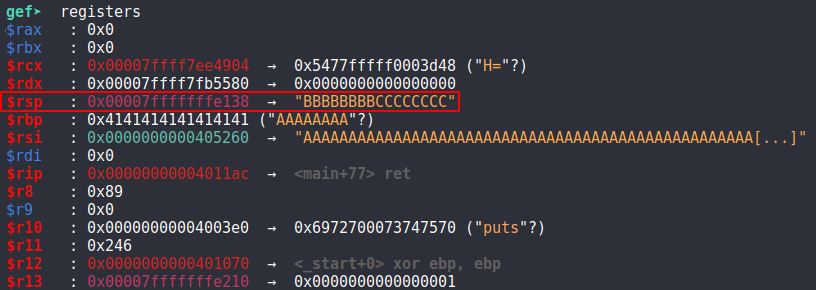 gef➤  registers
$rax   : 0x0
$rbx   : 0x0
$rcx   : 0x00007ffff7ee4904  →  0x5477fffff0003d48 ("H="?)
$rdx   : 0x00007ffff7fb5580  →  0x0000000000000000
$rsp   : 0x00007fffffffe138  →  "BBBBBBBBCCCCCCCC"
$rbp   : 0x4141414141414141 ("AAAAAAAA"?)
$rsi   : 0x0000000000405260  →  "AAAAAAAAAAAAAAAAAAAAAAAAAAAAAAAAAAAAAAAAAAAAAAAAAA[...]"
$rdi   : 0x0
$rip   : 0x00000000004011ac  →  <main+77> ret
$r8    : 0x89
$r9    : 0x0
$r10   : 0x00000000004003e0  →  0x6972700073747570 ("puts"?)
$r11   : 0x246
$r12   : 0x0000000000401070  →  <_start+0> xor ebp, ebp
$r13   : 0x00007fffffffe210  →  0x0000000000000001